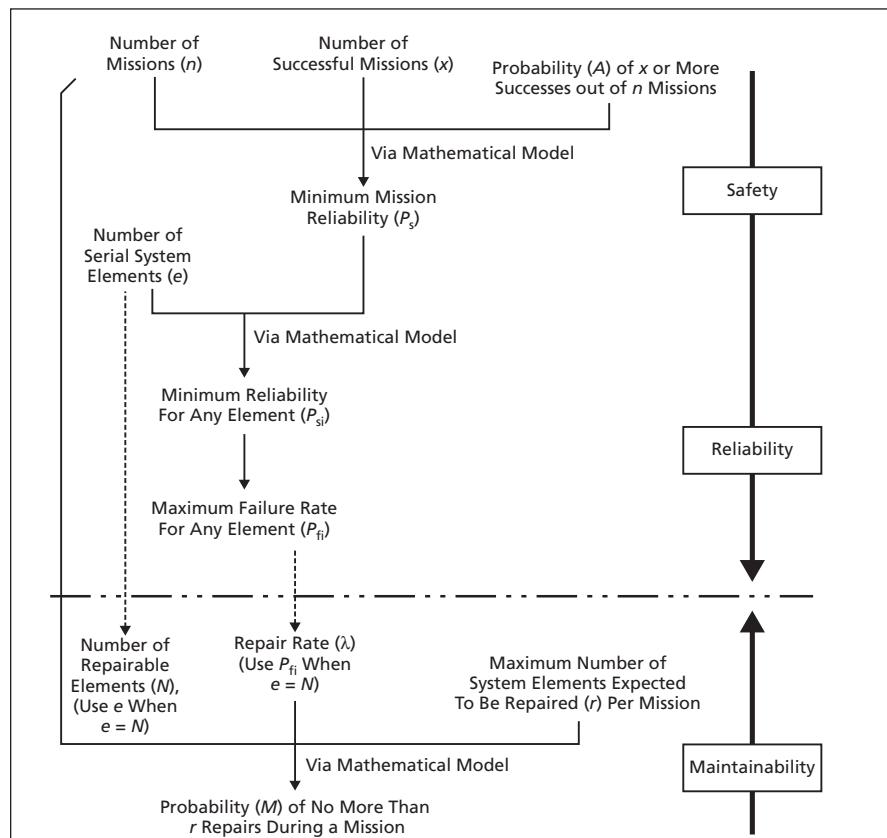 Number of
Missions (n)
Number of
Successful Missions (x)
Probability (A) of x or More
Successes out of n Missions
Via Mathematical Model
Safety
Minimum Mission
Reliability (Ps)
Number of
Serial System
Elements (e)
Via Mathematical Model
Minimum Reliability
For Any Element (Psi)
Reliability
Maximum Failure Rate
For Any Element (Pfi)
Number of
Repairable
Elements (N),
(Use e When
e = N)
Repair Rate (λ)
(Use Pfi When
e = N)
Maximum Number of
System Elements Expected
To Be Repaired (r) Per Mission
Via Mathematical Model
Maintainability
Probability (M) of No More Than
r Repairs During a Mission